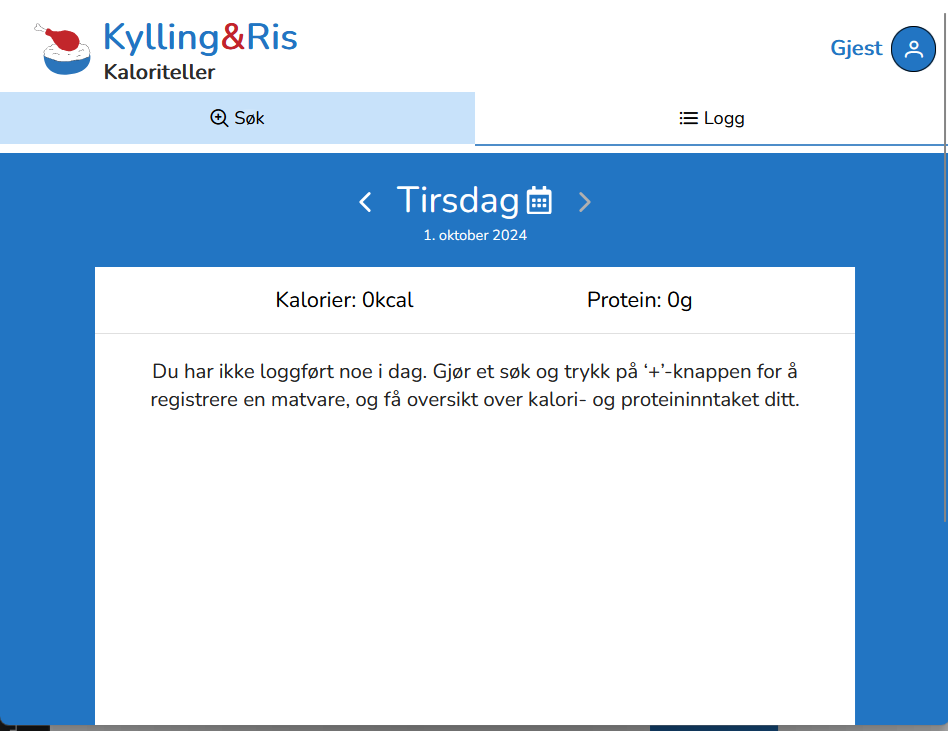 Kylling&Ris
Kaloriteller
Gjest
Søk
Logg
Tirsdag
1. oktober 2024
Kalorier: 0kcal
Protein: 0g
Du har ikke loggført noe i dag. Gjør et søk og trykk på ‘+’-knappen for å
registrere en matvare, og få oversikt over kalori- og proteininntaket ditt.